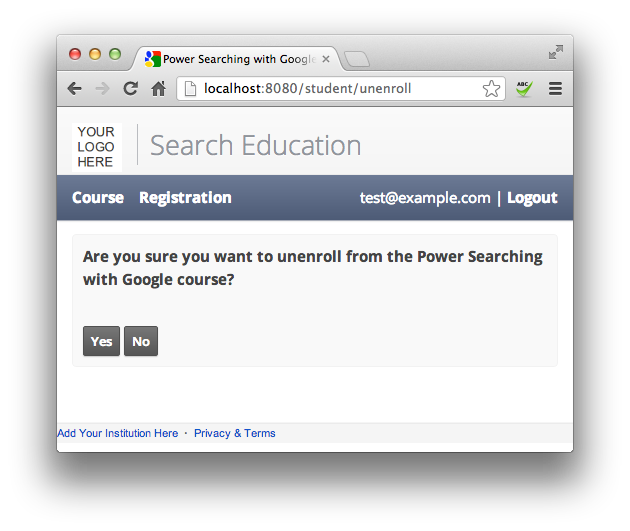 Power Searching with Google
localhost:8080/student/unenroll
ABC
YOUR
LOGO
HERE
Search Education
Course Registration test@example.com | Logout
Are you sure you want to unenroll from the Power Searching
with Google course?
Yes No
Add Your Institution Here · Privacy & Terms